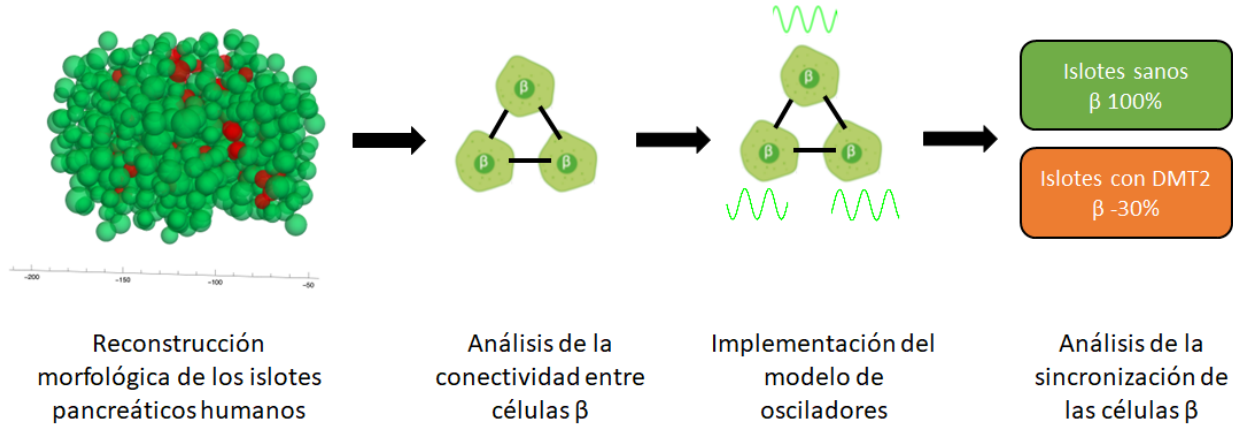 β
β
β
β
β
β
Islotes sanos
β 100%
Islotes con DMT2
β -30%
−200
−150
−100
−50
Reconstrucción
morfológica de los islotes
pancreáticos humanos
Análisis de la
conectividad entre
células β
Implementación del
modelo de
osciladores
Análisis de la
sincronización de
las células β